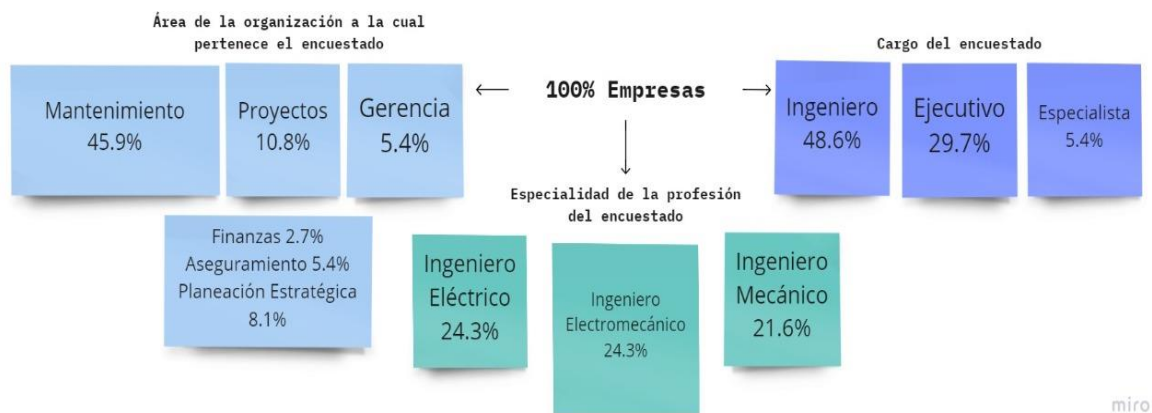 Área de la organización a la cual
pertenece el encuestado
Mantenimiento
45.9%
Proyectos
10.8%
Gerencia
5.4%
Finanzas 2.7%
Aseguramiento 5.4%
Planeación Estratégica
8.1%
100% Empresas
Especialidad de la profesión
del encuestado
Ingeniero
Eléctrico
24.3%
Ingeniero
Electromecánico
24.3%
Ingeniero
Mecánico
21.6%
Cargo del encuestado
Ingeniero
48.6%
Ejecutivo
29.7%
Especialista
5.4%
miro